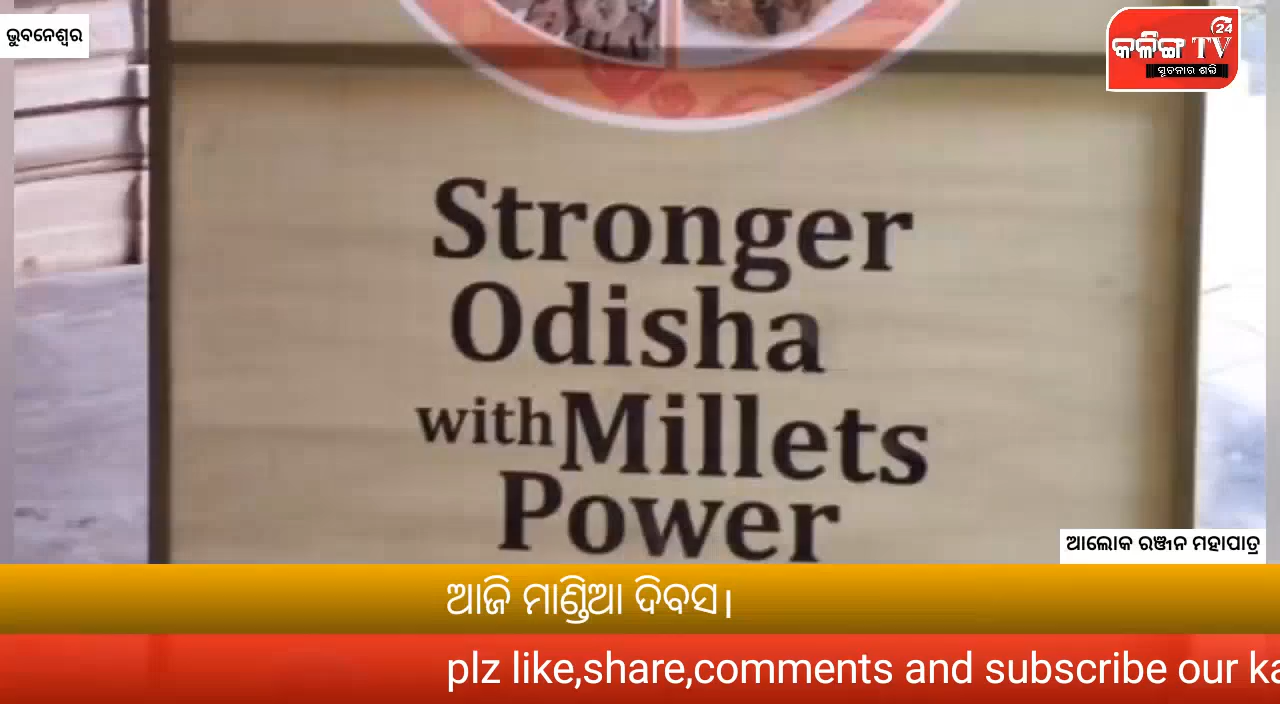 ଭୁବନେଶ୍ୱର
24
କଳିଙ୍ଗ TV
ସୂଚନାର ଶକ୍ତି
Stronger
Odisha
with Millets
Power
ଆଲୋକ ରଞ୍ଜନ ମହାପାତ୍ର
ଆଜି ମାଣ୍ଡିଆ ଦିବସ।
plz like,share,comments and subscribe our ka